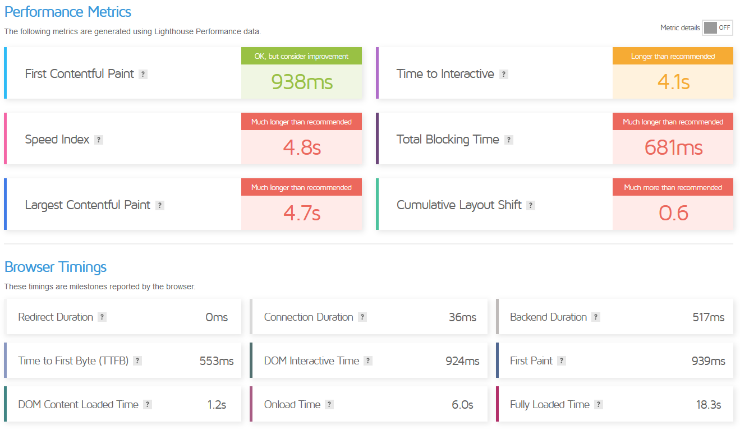 Performance Metrics
The following metrics are generated using Lighthouse Performance data.
Metric details OFF
First Contentful Paint ?
OK, but consider improvement
938ms
Time to Interactive ?
Longer than recommended
4.1s
Speed Index ?
Much longer than recommended
4.8s
Total Blocking Time ?
Much longer than recommended
681ms
Largest Contentful Paint ?
Much longer than recommended
4.7s
Cumulative Layout Shift ?
Much more than recommended
0.6
Browser Timings
These timings are milestones reported by the browser.
Redirect Duration ? 0ms
Connection Duration ? 36ms
Backend Duration ? 517ms
Time to First Byte (TTFB) ? 553ms
DOM Interactive Time ? 924ms
First Paint ? 939ms
DOM Content Loaded Time ? 1.2s
Onload Time ? 6.0s
Fully Loaded Time ? 18.3s